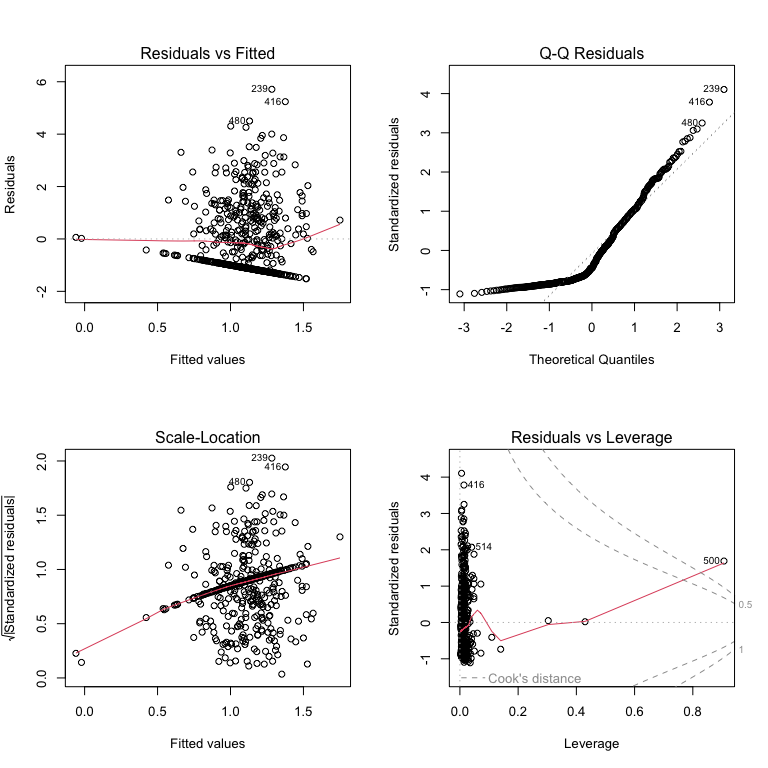 Residuals vs Fitted
Residuals
6
4
2
0
-2
239
416
480
0.0 0.5 1.0 1.5
Fitted values
Q-Q Residuals
Standardized residuals
4
3
2
1
0
-1
239
416
480
-3 -2 -1 0 1 2 3
Theoretical Quantiles
Scale-Location
√|Standardized residuals|
2.0
1.5
1.0
0.5
0.0
239
416
480
0.0 0.5 1.0 1.5
Fitted values
Residuals vs Leverage
Standardized residuals
4
3
2
1
0
-1
416
514
500
0.5
1
Cook's distance
0.0 0.2 0.4 0.6 0.8
Leverage